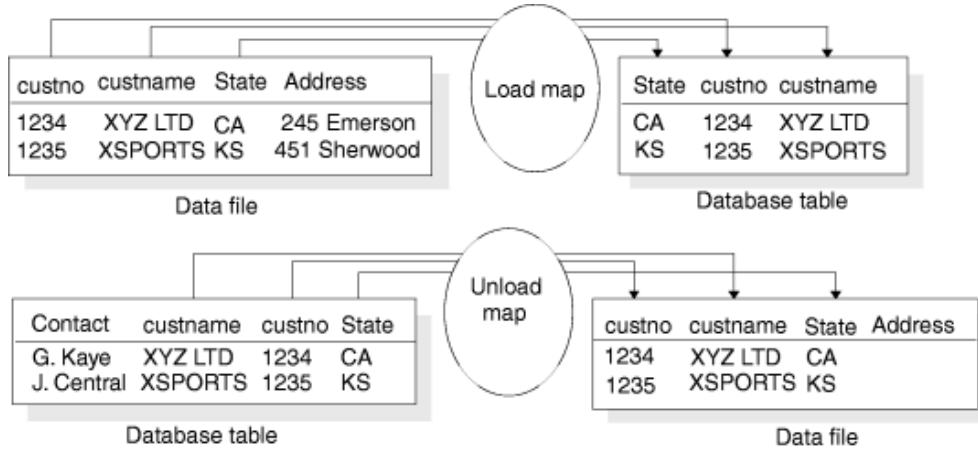 custno custname State Address
1234 XYZ LTD CA 245 Emerson
1235 XSPORTS KS 451 Sherwood
Data file
Load map
State custno custname
CA 1234 XYZ LTD
KS 1235 XSPORTS
Database table
Contact custname custno State
G. Kaye XYZ LTD 1234 CA
J. Central XSPORTS 1235 KS
Database table
Unload
map
custno custname State Address
1234 XYZ LTD CA
1235 XSPORTS KS
Data file